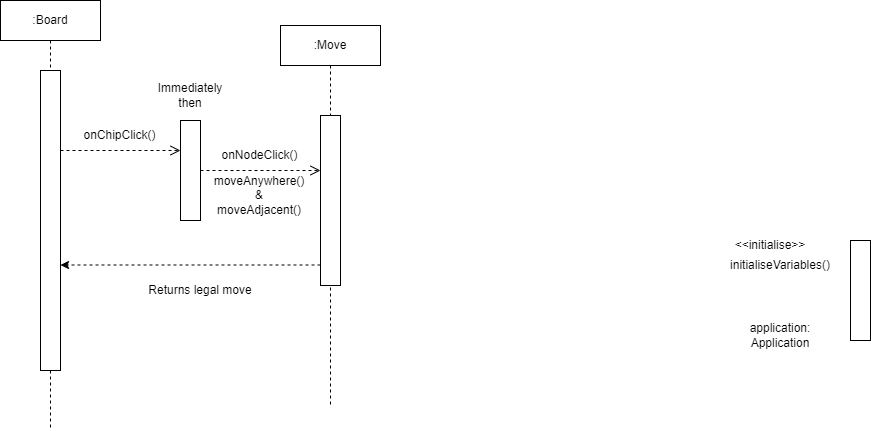 :Board
:Move
Immediately
then
onChipClick()
onNodeClick()
moveAnywhere()
&
moveAdjacent()
Returns legal move
<<initialise>>
initialiseVariables()
application:
Application